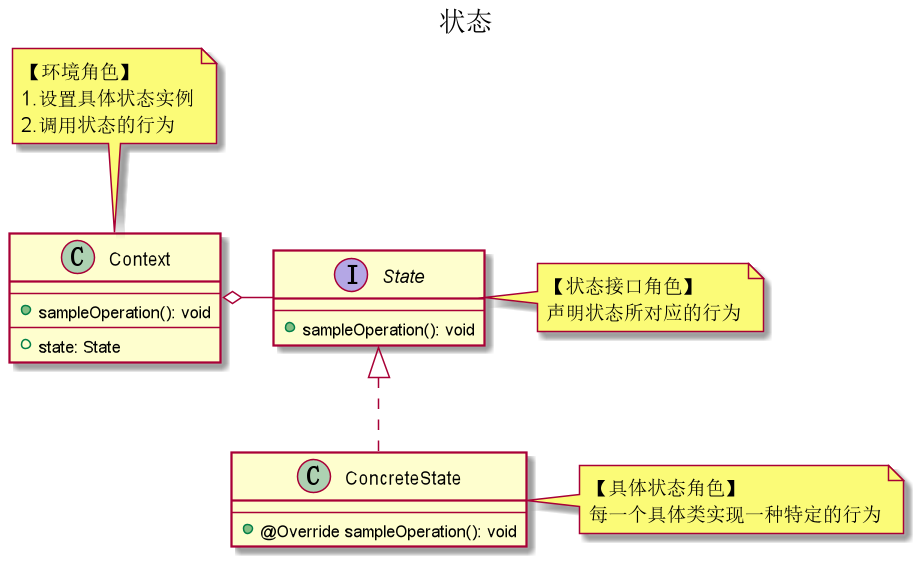 状态
【环境角色】
1.设置具体状态实例
2.调用状态的行为
C Context
sampleOperation(): void
state: State
I State
sampleOperation(): void
【状态接口角色】
声明状态所对应的行为
C ConcreteState
@Override sampleOperation(): void
【具体状态角色】
每一个具体类实现一种特定的行为